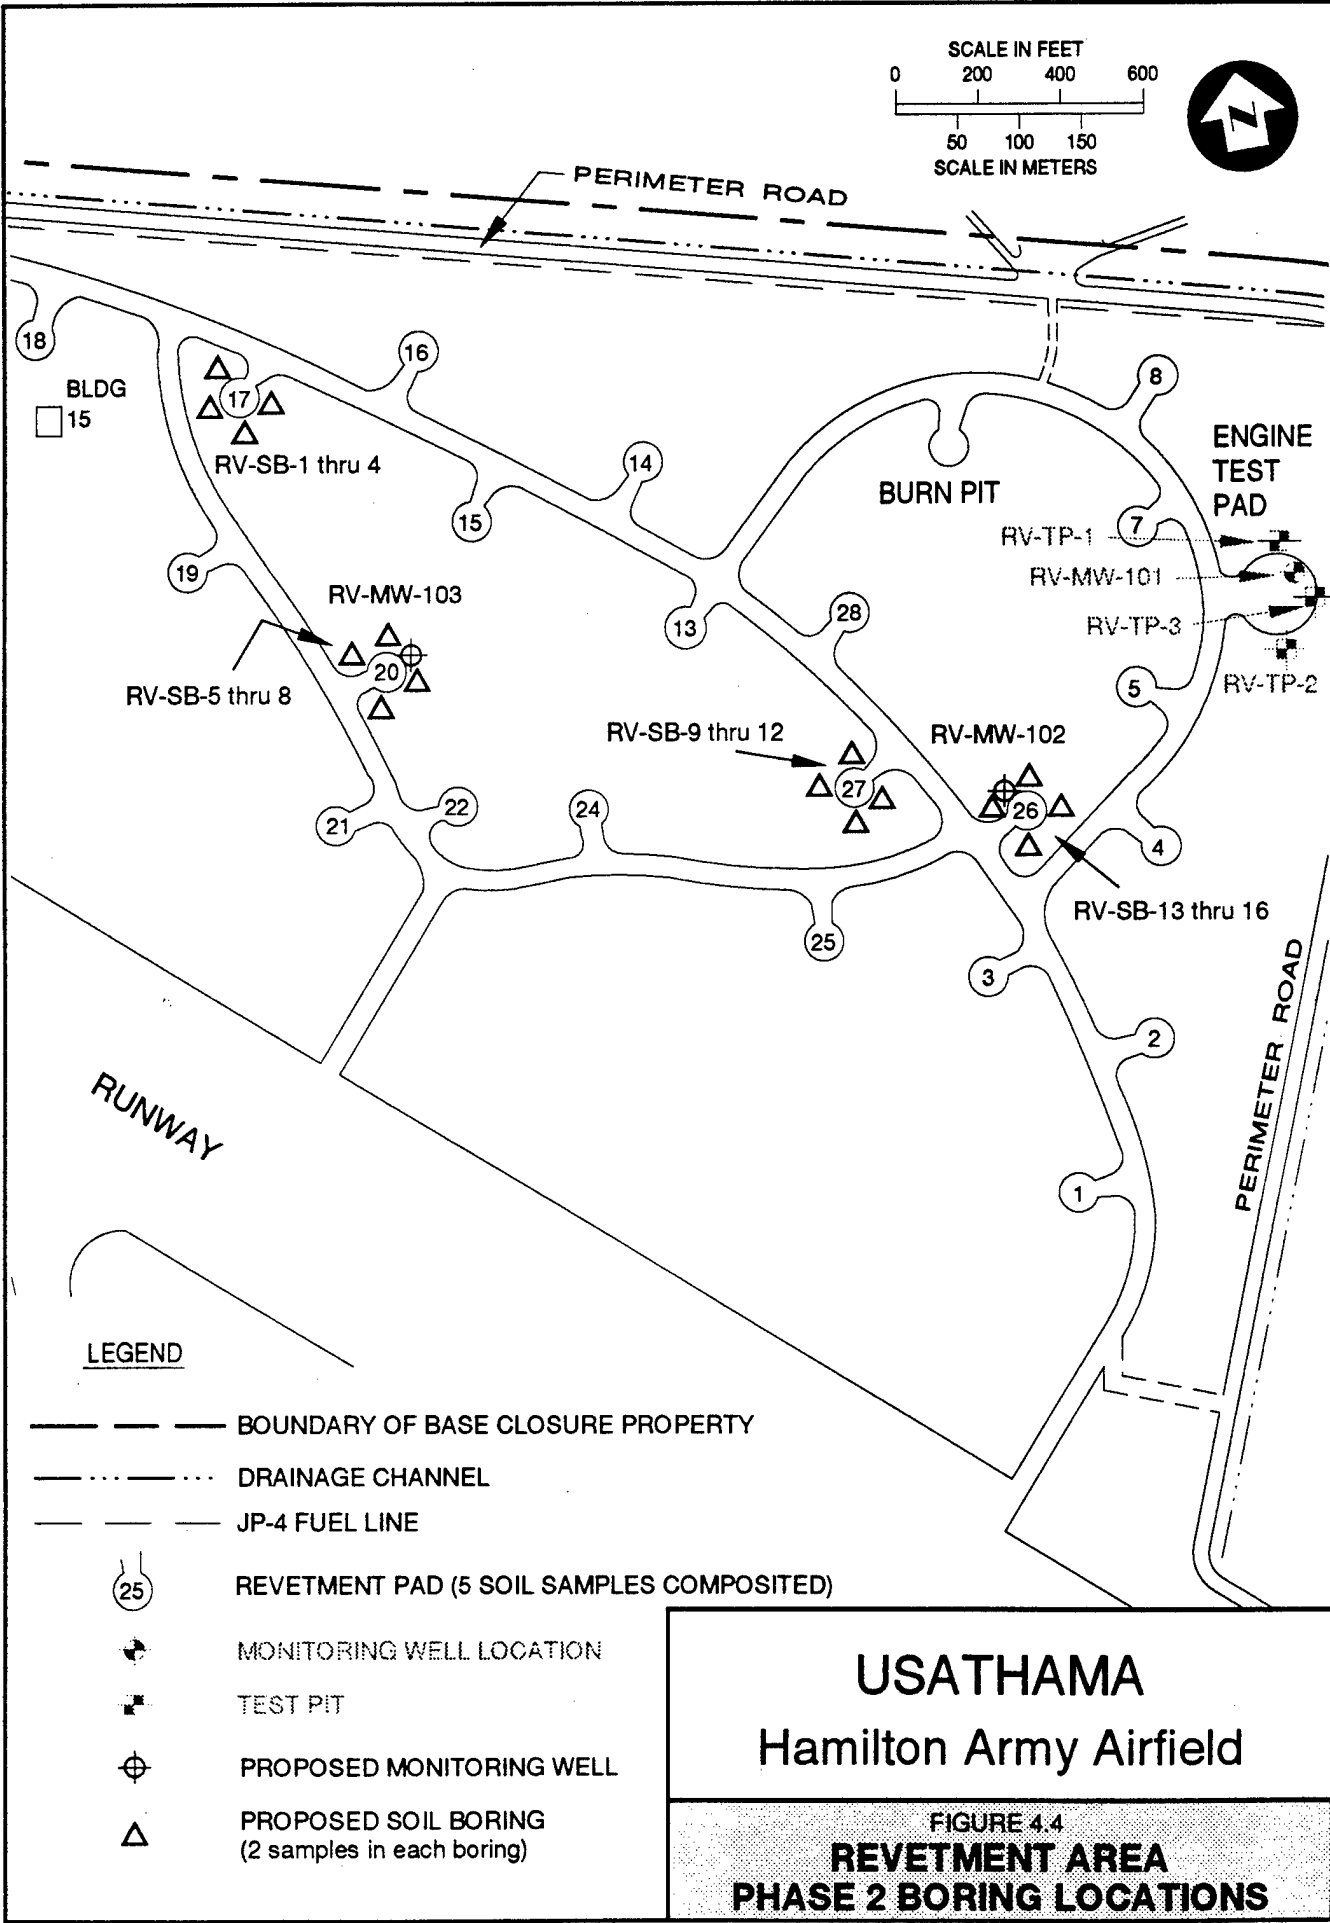 SCALE IN FEET
0 200 400 600
50 100 150
SCALE IN METERS
N
PERIMETER ROAD
18
16
8
BLDG
15
17
ENGINE
TEST
PAD
RV-SB-1 thru 4
14
BURN PIT
15
7
RV-TP-1
19
RV-MW-101
RV-MW-103
28
13
RV-TP-3
20
RV-SB-5 thru 8
5
RV-TP-2
RV-SB-9 thru 12
RV-MW-102
27
26
22
24
21
4
RV-SB-13 thru 16
25
3
PERIMETER ROAD
2
RUNWAY
1
LEGEND
BOUNDARY OF BASE CLOSURE PROPERTY
DRAINAGE CHANNEL
JP-4 FUEL LINE
25
REVETMENT PAD (5 SOIL SAMPLES COMPOSITED)
MONITORING WELL LOCATION
TEST PIT
PROPOSED MONITORING WELL
PROPOSED SOIL BORING
(2 samples in each boring)
USATHAMA
Hamilton Army Airfield
FIGURE 4.4
REVETMENT AREA
PHASE 2 BORING LOCATIONS